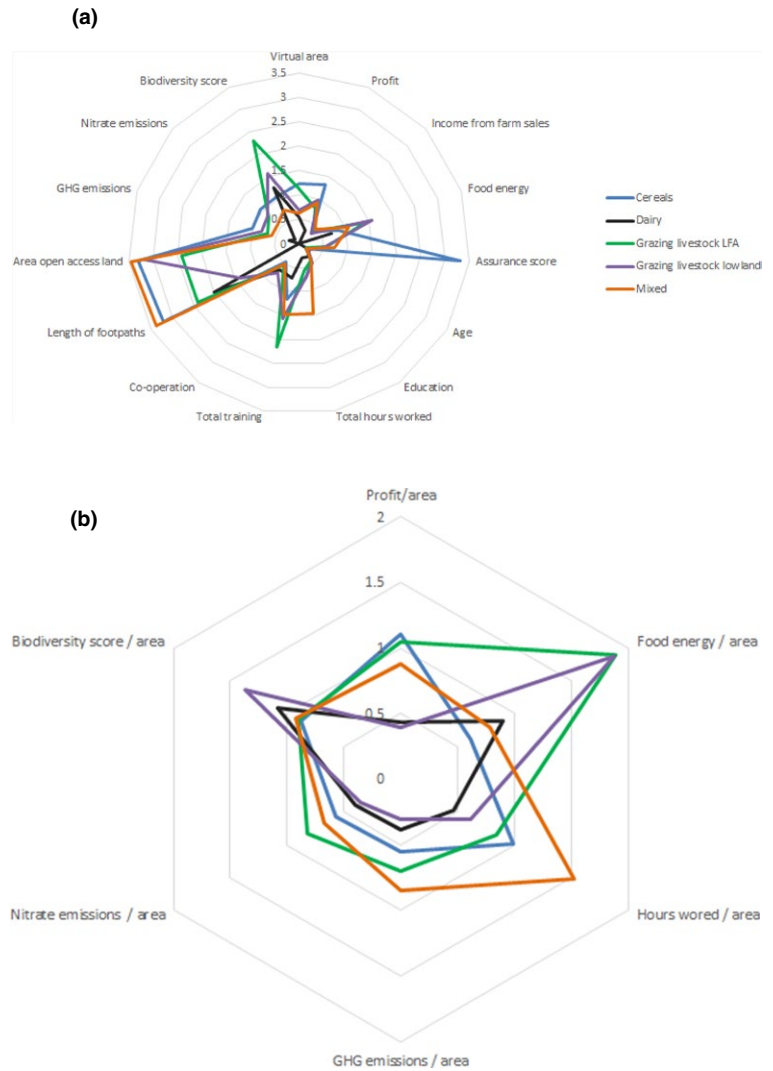 (a)
Virtual area
3.5
3
2.5
2
1.5
0.5
0
Biodiversity score
Profit
Nitrate emissions
Income from farm sales
GHG emissions
Food energy
Area open access land
Assurance score
Length of footpaths
Age
Co-operation
Education
Total training
Total hours worked
Cereals
Dairy
Grazing livestock LFA
Grazing livestock lowland
Mixed
(b)
Profit/area
2
1.5
1
0.5
0
Biodiversity score / area
Food energy / area
Nitrate emissions / area
Hours wored / area
GHG emissions / area